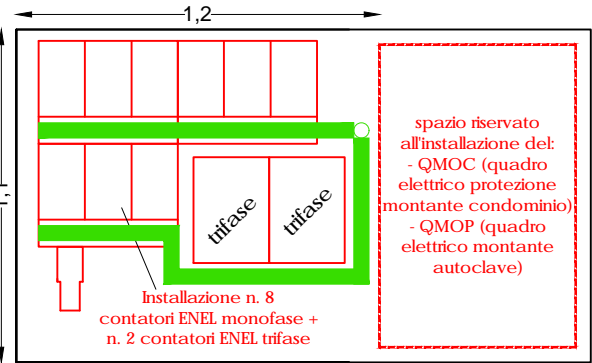 1,2
spazio riservato
all'installazione del:
- QMOC (quadro
elettrico protezione
montante condominio)
- QMOP (quadro
elettrico montante
autoclave)
trifase
trifase
Installazione n. 8
contatori ENEL monofase +
n. 2 contatori ENEL trifase